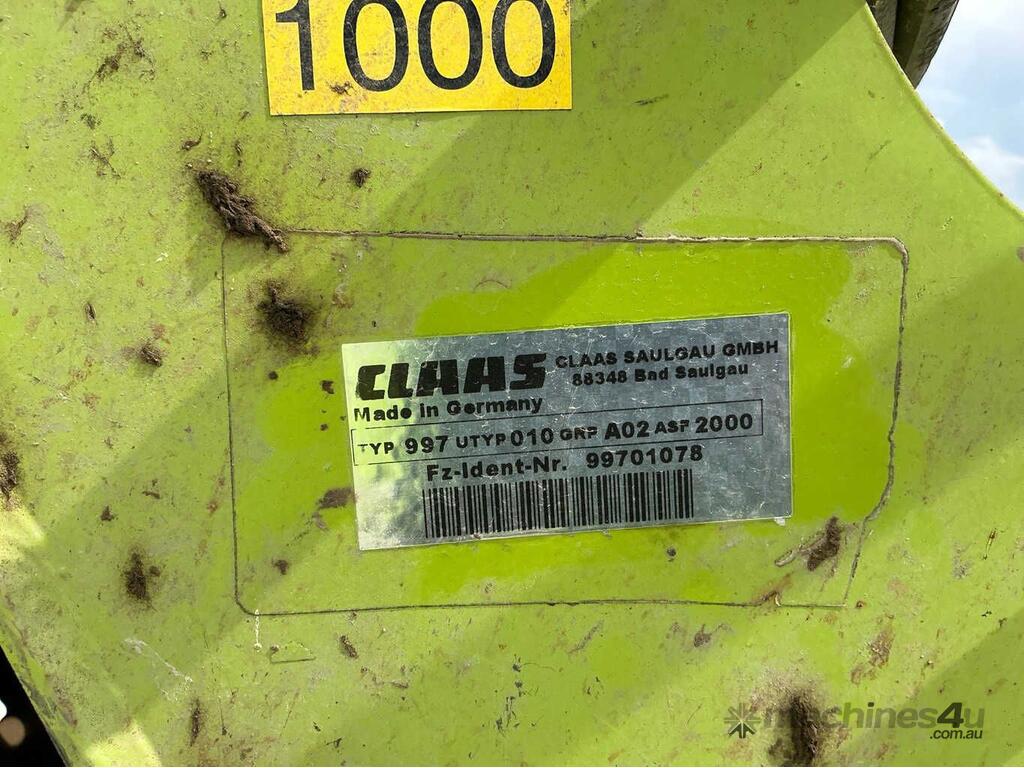 1000
CLAAS
CLAAS SAULGAU GMBH
88348 Bad Saulgau
Made in Germany
TYP 997 UTYP 010 GRP A02 ASF 2000
Fz-Ident-Nr. 99701078
machines4u
.com.au